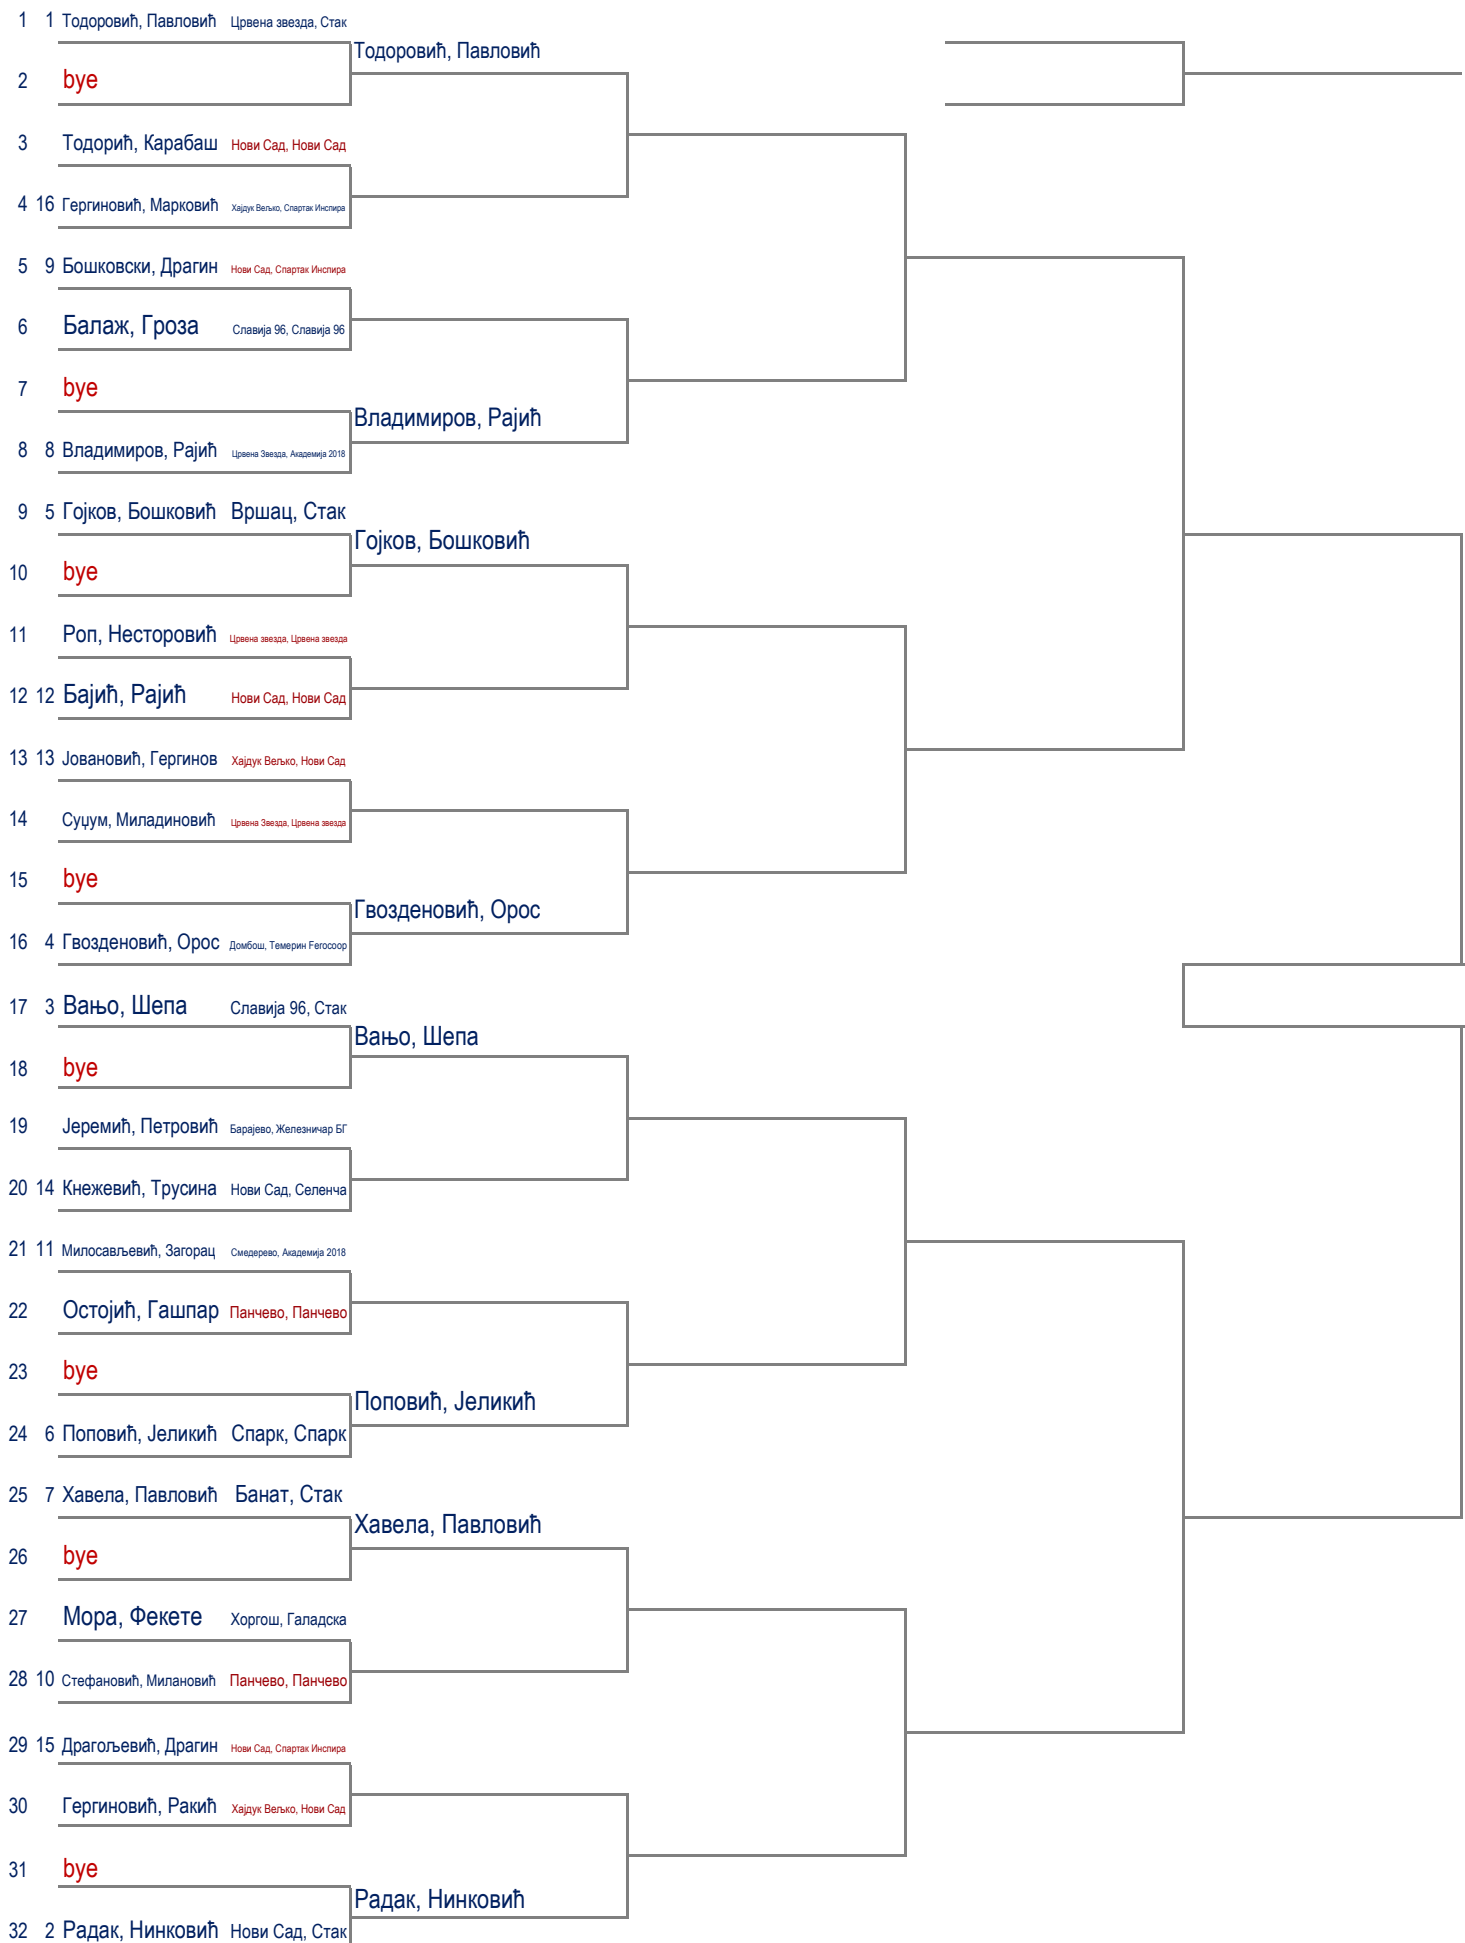 1 1 Тодоровић, Павловић Црвена звезда, Стак
Тодоровић, Павловић
2 bye
3 Тодорић, Карабаш Нови Сад, Нови Сад
4 16 Гергиновић, Марковић Хајдук Вељко, Спартак Инспира
5 9 Бошковски, Драгин Нови Сад, Спартак Инспира
6 Балаж, Гроза Славија 96, Славија 96
7 bye
Владимиров, Рајић
8 8 Владимиров, Рајић Црвена Звезда, Академија 2018
9 5 Гојков, Бошковић Вршац, Стак
Гојков, Бошковић
10 bye
11 Роп, Несторовић Црвена звезда, Црвена звезда
12 12 Бајић, Рајић Нови Сад, Нови Сад
13 13 Јовановић, Гергинов Хајдук Вељко, Нови Сад
14 Суџум, Миладиновић Црвена Звезда, Црвена звезда
15 bye
Гвозденовић, Орос
16 4 Гвозденовић, Орос Домбош, Темерин Ferocoop
17 3 Вањо, Шепа Славија 96, Стак
Вањо, Шепа
18 bye
19 Јеремић, Петровић Барајево, Железничар БГ
20 14 Кнежевић, Трусина Нови Сад, Селенча
21 11 Милосављевић, Загорац Смедерево, Академија 2018
22 Остојић, Гашпар Панчево, Панчево
23 bye
Поповић, Јеликић
24 6 Поповић, Јеликић Спарк, Спарк
25 7 Хавела, Павловић Банат, Стак
Хавела, Павловић
26 bye
27 Мора, Фекете Хоргош, Галадска
28 10 Стефановић, Милановић Панчево, Панчево
29 15 Драгољевић, Драгин Нови Сад, Спартак Инспира
30 Гергиновић, Ракић Хајдук Вељко, Нови Сад
31 bye
Радак, Нинковић
32 2 Радак, Нинковић Нови Сад, Стак